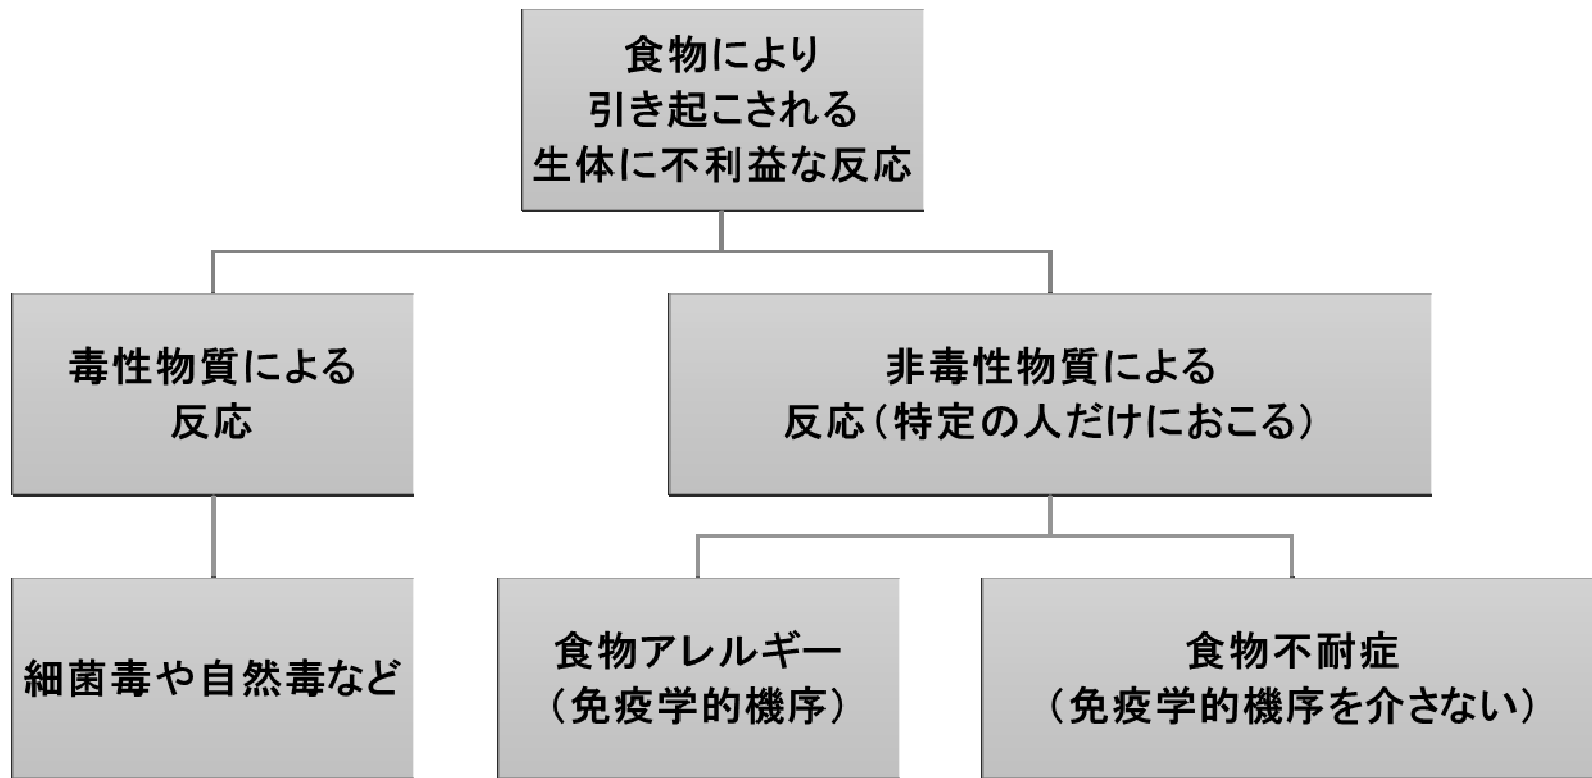 食物により
引き起こされる
生体に不利益な反応
毒性物質による
反応
非毒性物質による
反応（特定の人だけにおこる）
細菌毒や自然毒など
食物アレルギー
（免疫学的機序）
食物不耐症
（免疫学的機序を介さない）